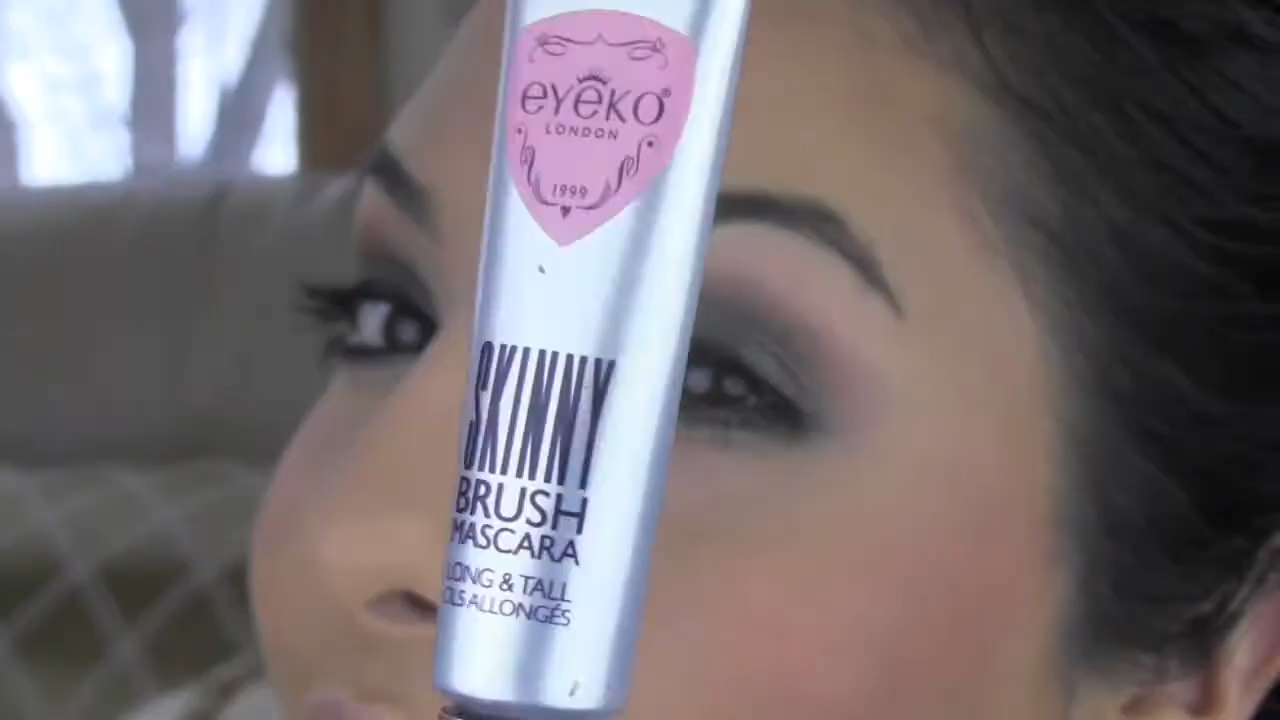 eyeko®
LONDON
1999
SKINNY
BRUSH
MASCARA
LONG & TALL
CILS ALLONGÉS